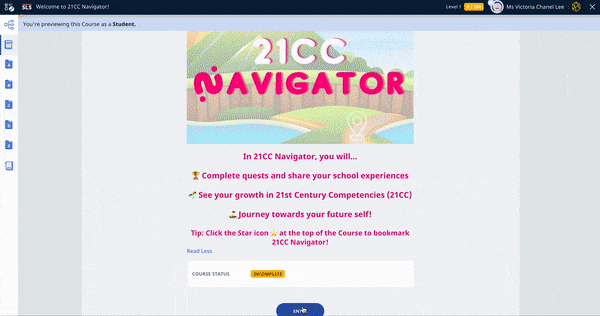 SLS
Welcome to 21CC Navigator!
Level 1
Ms Victoria Chanel Lee
You're previewing this Course as a Student.
21CC
NAVIGATOR
In 21CC Navigator, you will...
🏆 Complete quests and share your school experiences
🌱 See your growth in 21st Century Competencies (21CC)
⛳ Journey towards your future self!
Tip: Click the Star icon ⭐ at the top of the Course to bookmark
21CC Navigator!
Read Less
COURSE STATUS
INCOMPLETE